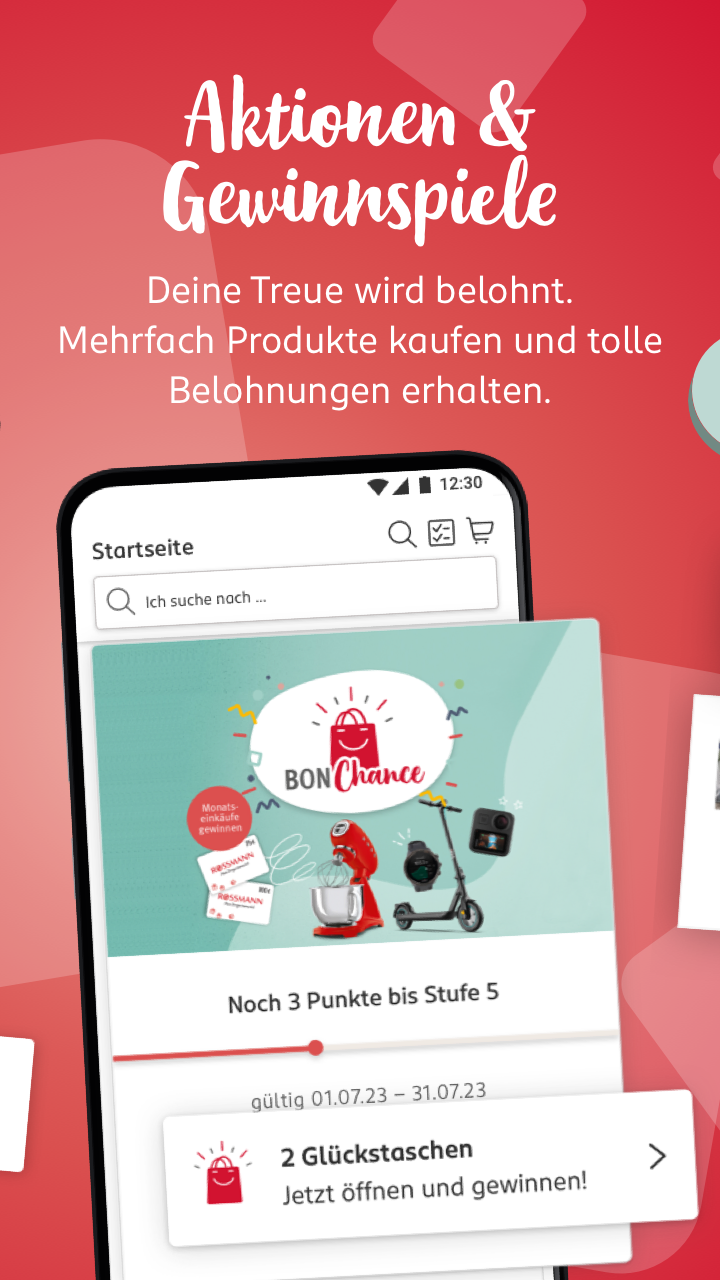 Aktionen &
Gewinnspiele
Deine Treue wird belohnt.
Mehrfach Produkte kaufen und tolle
Belohnungen erhalten.
12:30
Startseite
Ich suche nach ...
BON Chance
Monats-
einkäufe
gewinnen
ROSSMANN
ROSSMANN
Noch 3 Punkte bis Stufe 5
gültig 01.07.23 – 31.07.23
2 Glückstaschen
Jetzt öffnen und gewinnen!